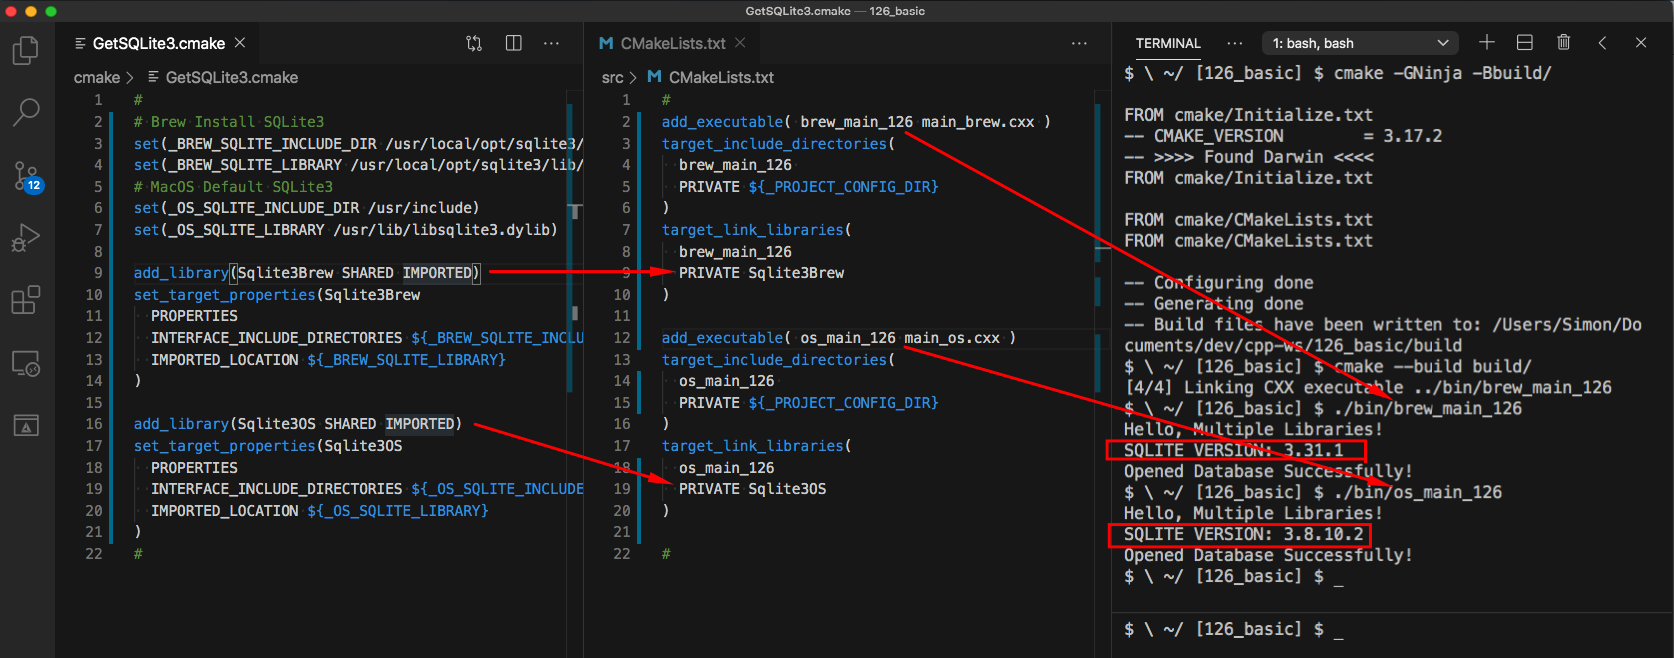 GetSQLite3.cmake — 126_basic
GetSQLite3.cmake
cmake > GetSQLite3.cmake
1 #
2 # Brew Install SQLite3
3 set(_BREW_SQLITE_INCLUDE_DIR /usr/local/opt/sqlite3/
4 set(_BREW_SQLITE_LIBRARY /usr/local/opt/sqlite3/lib/
5 # MacOS Default SQLite3
6 set(_OS_SQLITE_INCLUDE_DIR /usr/include)
7 set(_OS_SQLITE_LIBRARY /usr/lib/libsqlite3.dylib)
8
9 add_library(Sqlite3Brew SHARED IMPORTED)
10 set_target_properties(Sqlite3Brew
11 PROPERTIES
12 INTERFACE_INCLUDE_DIRECTORIES ${_BREW_SQLITE_INCLU
13 IMPORTED_LOCATION ${_BREW_SQLITE_LIBRARY}
14 )
15
16 add_library(Sqlite3OS SHARED IMPORTED)
17 set_target_properties(Sqlite3OS
18 PROPERTIES
19 INTERFACE_INCLUDE_DIRECTORIES ${_OS_SQLITE_INCLUDE
20 IMPORTED_LOCATION ${_OS_SQLITE_LIBRARY}
21 )
22 #
12
CMakeLists.txt
src > CMakeLists.txt
1 #
2 add_executable( brew_main_126 main_brew.cxx )
3 target_include_directories(
4 brew_main_126
5 PRIVATE ${_PROJECT_CONFIG_DIR}
6 )
7 target_link_libraries(
8 brew_main_126
9 PRIVATE Sqlite3Brew
10 )
11
12 add_executable( os_main_126 main_os.cxx )
13 target_include_directories(
14 os_main_126
15 PRIVATE ${_PROJECT_CONFIG_DIR}
16 )
17 target_link_libraries(
18 os_main_126
19 PRIVATE Sqlite3OS
20 )
21
22 #
TERMINAL
1: bash, bash
$ \ ~/ [126_basic] $ cmake -GNinja -Bbuild/
FROM cmake/Initialize.txt
-- CMAKE_VERSION = 3.17.2
-- >>>> Found Darwin <<<<
FROM cmake/Initialize.txt
FROM cmake/CMakeLists.txt
FROM cmake/CMakeLists.txt
-- Configuring done
-- Generating done
-- Build files have been written to: /Users/Simon/Do
cuments/dev/cpp-ws/126_basic/build
$ \ ~/ [126_basic] $ cmake --build build/
[4/4] Linking CXX executable ../bin/brew_main_126
$ \ ~/ [126_basic] $ ./bin/brew_main_126
Hello, Multiple Libraries!
SQLITE VERSION: 3.31.1
Opened Database Successfully!
$ \ ~/ [126_basic] $ ./bin/os_main_126
Hello, Multiple Libraries!
SQLITE VERSION: 3.8.10.2
Opened Database Successfully!
$ \ ~/ [126_basic] $ _
$ \ ~/ [126_basic] $ _